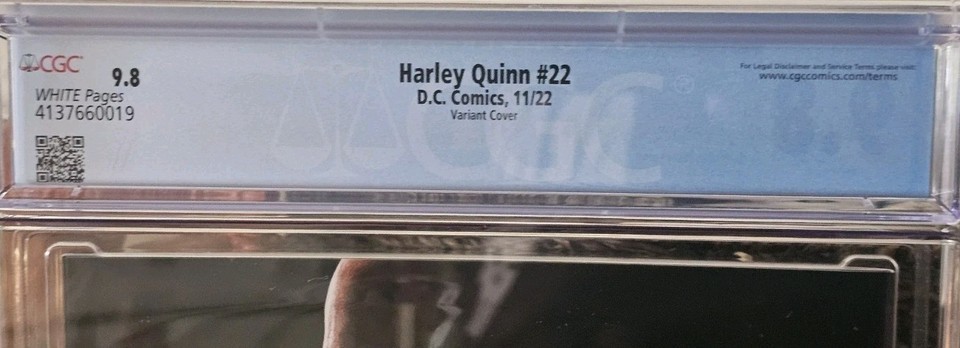 CGC
9.8
WHITE Pages
4137660019
Harley Quinn #22
D.C. Comics, 11/22
Variant Cover
For Legal Disclaimer and Service Terms please visit:
www.cgccomics.com/terms
CGC